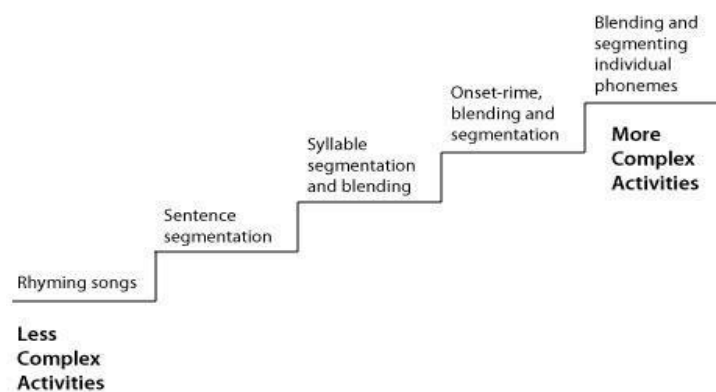 Rhyming songs
Less
Complex
Activities
Sentence
segmentation
Syllable
segmentation
and blending
Onset-rime,
blending and
segmentation
Blending and
segmenting
individual
phonemes
More
Complex
Activities